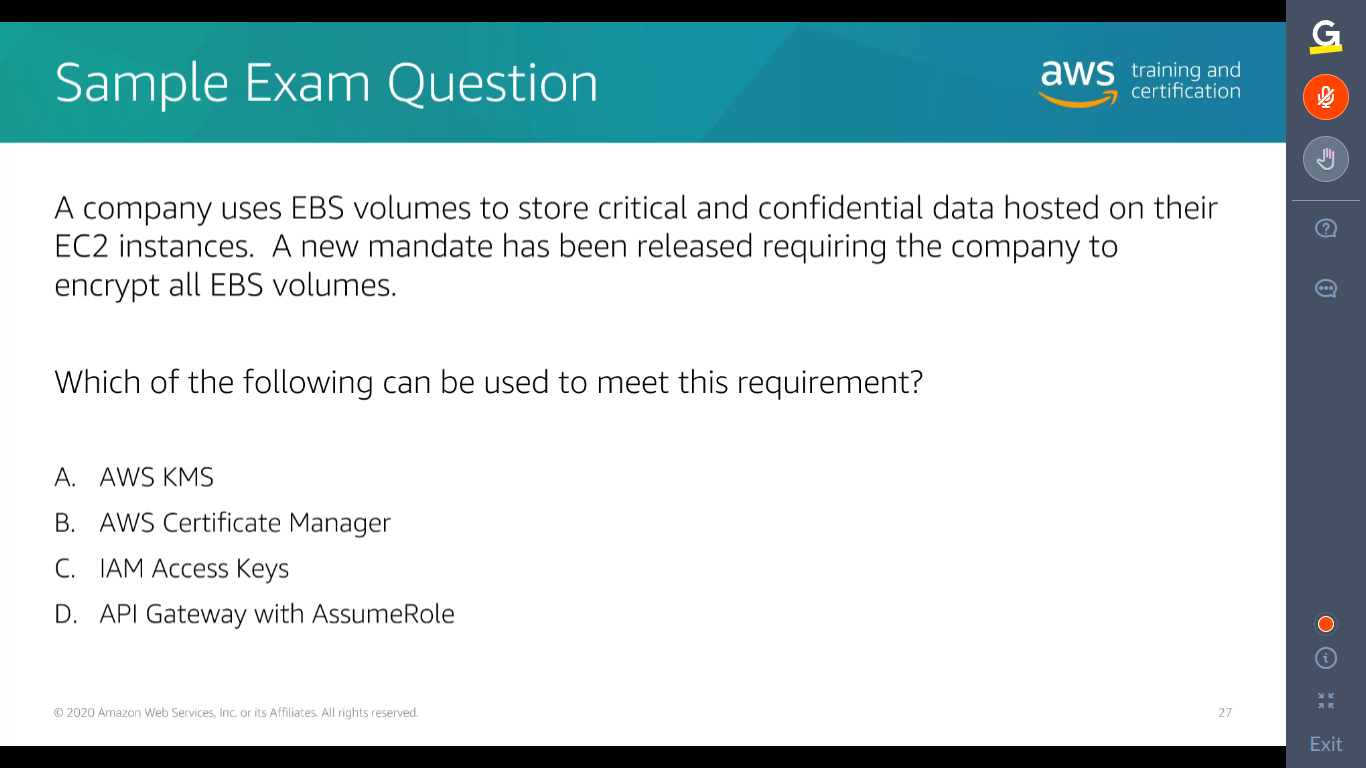 Sample Exam Question
aws training and
certification
A company uses EBS volumes to store critical and confidential data hosted on their
EC2 instances.  A new mandate has been released requiring the company to
encrypt all EBS volumes.
Which of the following can be used to meet this requirement?
A. AWS KMS
B. AWS Certificate Manager
C. IAM Access Keys
D. API Gateway with AssumeRole
© 2020 Amazon Web Services, Inc. or its Affiliates. All rights reserved.
27
G
?
i
Exit